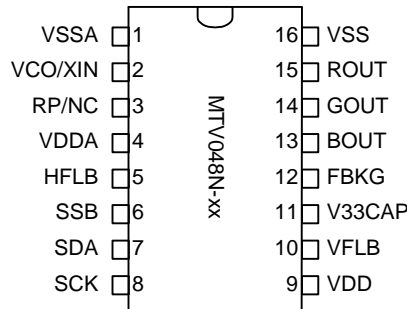 VSSA 1 16 VSS
VCO/XIN 2 15 ROUT
RP/NC 3 14 GOUT
VDDA 4 13 BOUT
HFLB 5 12 FBKG
SSB 6 11 V33CAP
SDA 7 10 VFLB
SCK 8 9 VDD
MTV048N-xx